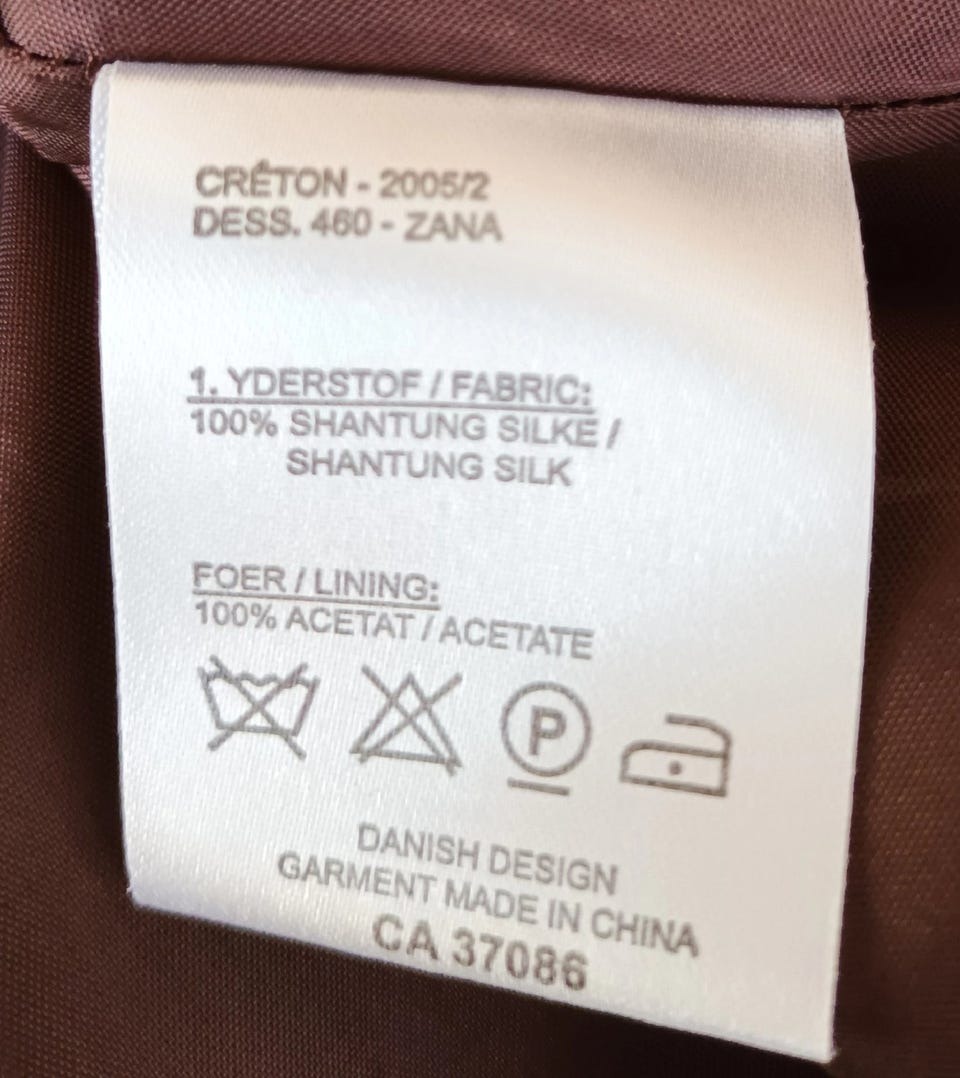 CRÊTON - 2005/2
DESS. 460 - ZANA
1. YDERSTOF / FABRIC:
100% SHANTUNG SILKE /
SHANTUNG SILK
FOER / LINING:
100% ACETAT / ACETATE
P
DANISH DESIGN
GARMENT MADE IN CHINA
CA 37086